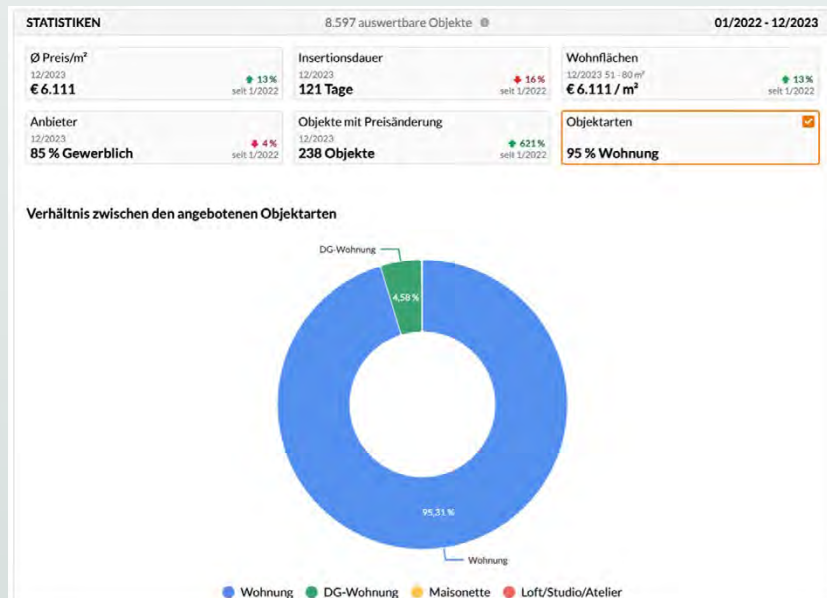 STATISTIKEN 8.597 auswertbare Objekte 01/2022 - 12/2023
Ø Preis/m²
12/2023
€ 6.111
13 %
seit 1/2022
Insertionsdauer
12/2023
121 Tage
16 %
seit 1/2022
Wohnflächen
12/2023 51 - 80 m²
€ 6.111 / m²
13 %
seit 1/2022
Anbieter
12/2023
85 % Gewerblich
4 %
seit 1/2022
Objekte mit Preisänderung
12/2023
238 Objekte
621 %
seit 1/2022
Objektarten
95 % Wohnung
Verhältnis zwischen den angebotenen Objektarten
DG-Wohnung
4,58 %
95,31 %
Wohnung
Wohnung DG-Wohnung Maisonette Loft/Studio/Atelier